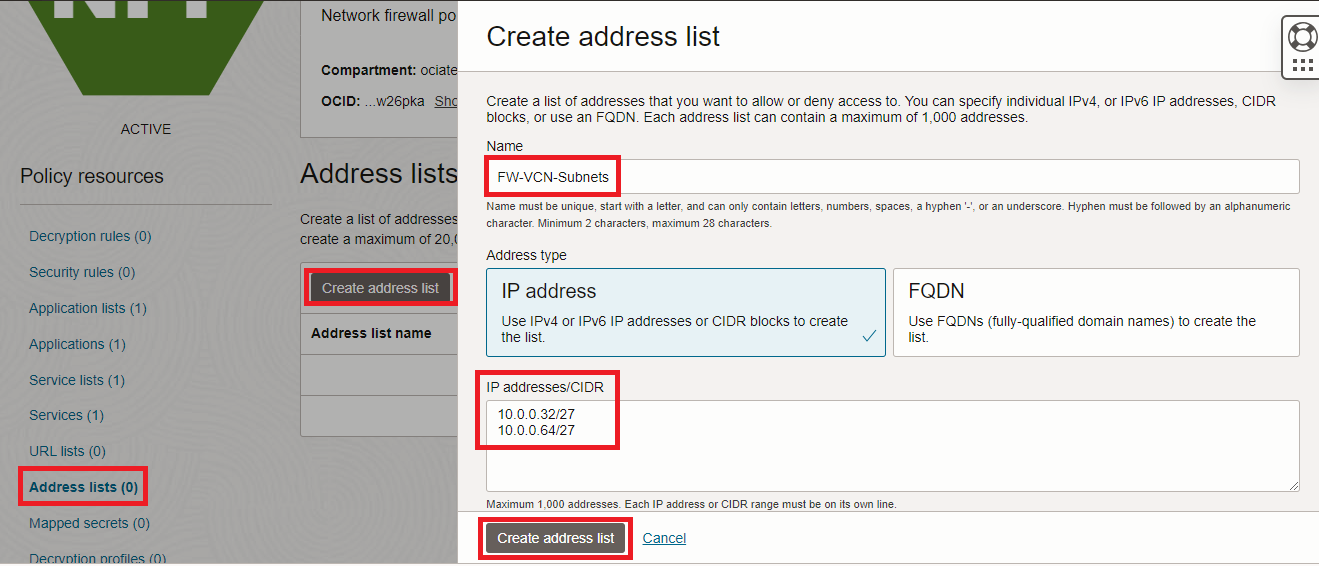 Network firewall po
Compartment: ociate
OCID: ...w26pka Sho
ACTIVE
Policy resources
Decryption rules (0)
Security rules (0)
Application lists (1)
Applications (1)
Service lists (1)
Services (1)
URL lists (0)
Address lists (0)
Mapped secrets (0)
Decryption profiles (0)
Address lists
Create a list of addresses
create a maximum of 20,0
Create address list
Address list name
Create address list
Create a list of addresses that you want to allow or deny access to. You can specify individual IPv4, or IPv6 IP addresses, CIDR
blocks, or use an FQDN. Each address list can contain a maximum of 1,000 addresses.
Name
FW-VCN-Subnets
Name must be unique, start with a letter, and can only contain letters, numbers, spaces, a hyphen '-', or an underscore. Hyphen must be followed by an alphanumeric
character. Minimum 2 characters, maximum 28 characters.
Address type
IP address
Use IPv4 or IPv6 IP addresses or CIDR blocks to create
the list.
FQDN
Use FQDNs (fully-qualified domain names) to create the
list.
IP addresses/CIDR
10.0.0.32/27
10.0.0.64/27
Maximum 1,000 addresses. Each IP address or CIDR range must be on its own line.
Create address list Cancel